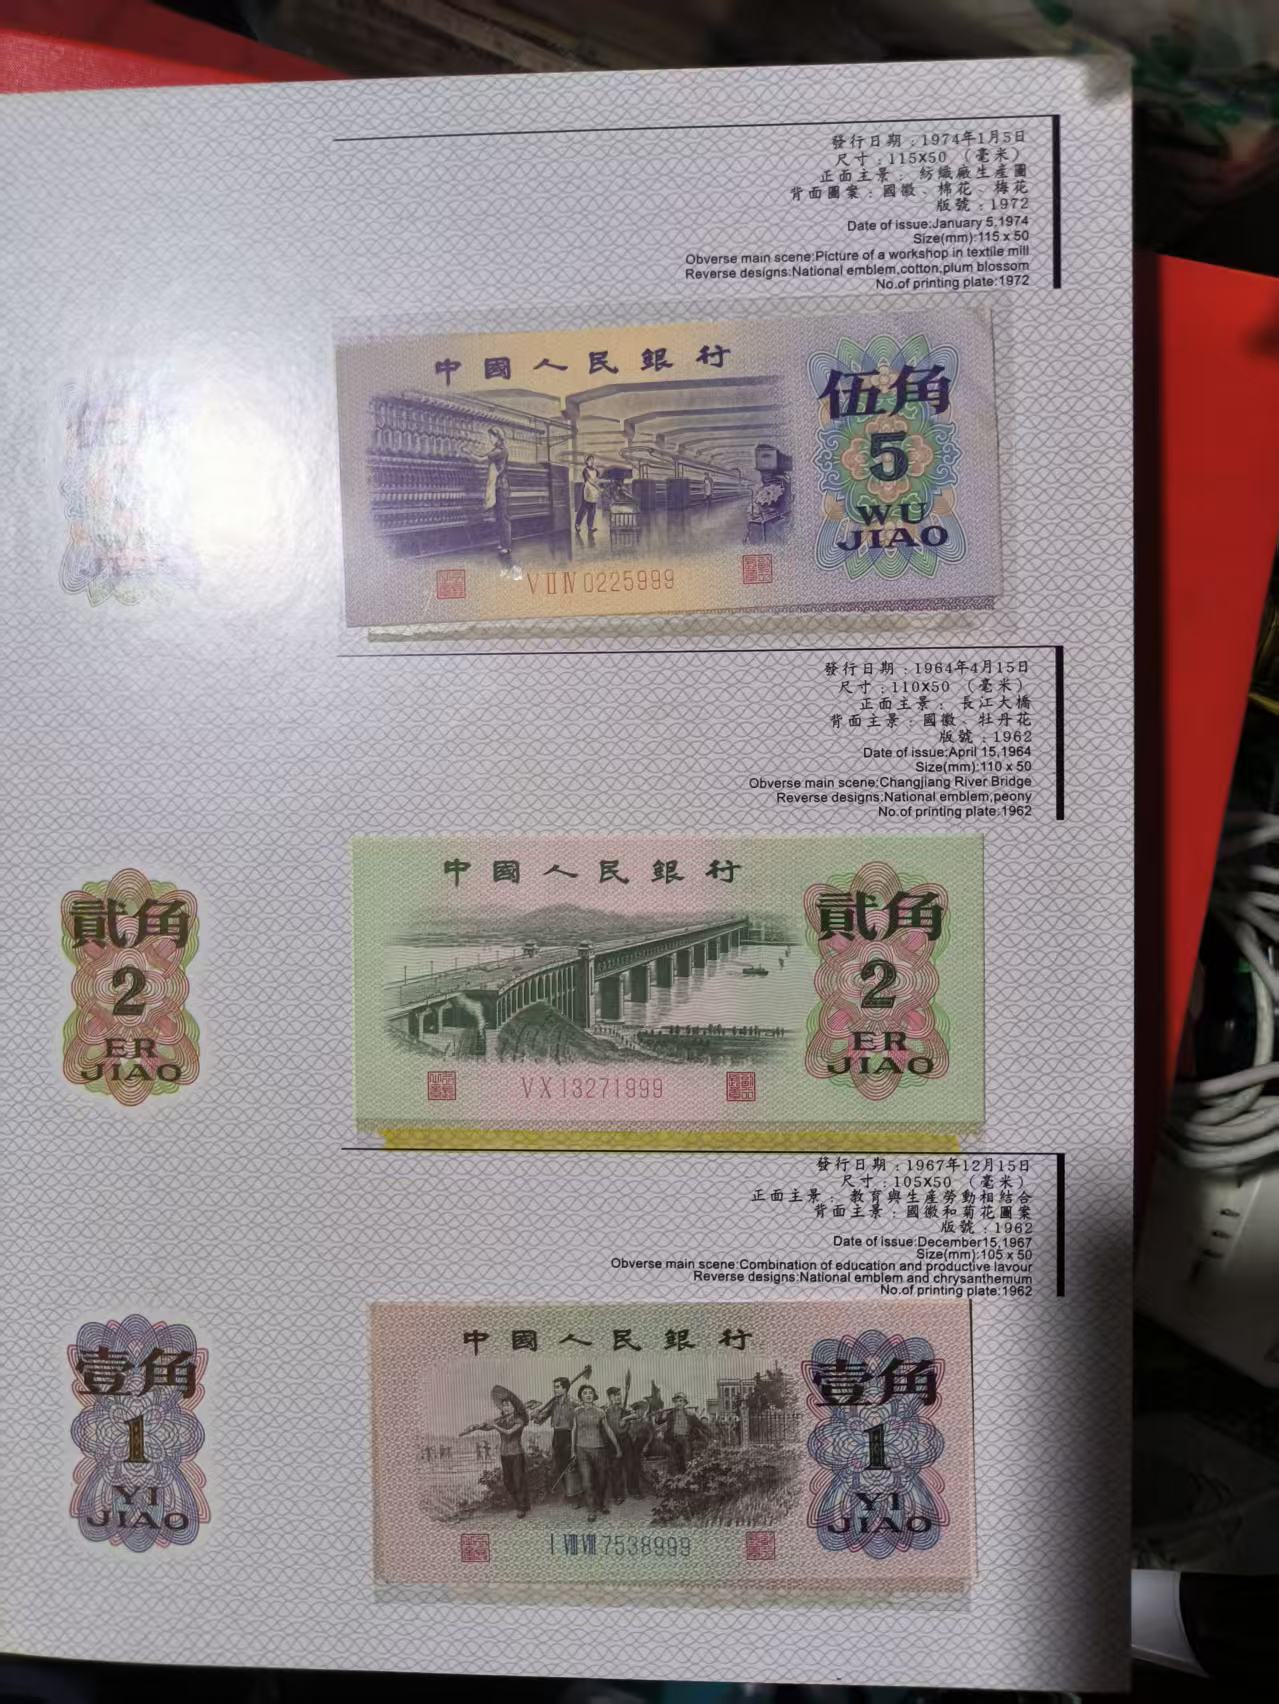 發行日期：1974年1月5日
尺寸：115X50 （毫米）
正面主景： 紡織廠生產圖
背面圖案：國徽、棉花、梅花
版號：1972
Date of issue:January 5,1974
Size(mm):115 x 50
Obverse main scene:Picture of a workshop in textile mill
Reverse designs:National emblem,cotton,plum blossom
No.of printing plate:1972
中國人民銀行
伍角
5
WU
JIAO
V II IV 0225999
發行日期：1964年4月15日
尺寸：110X50 （毫米）
正面主景： 長江大橋
背面主景：國徽、牡丹花
版號：1962
Date of issue:April 15,1964
Size(mm):110 x 50
Obverse main scene:Changjiang River Bridge
Reverse designs:National emblem,peony
No.of printing plate:1962
貳角
2
ER
JIAO
中國人民銀行
貳角
2
ER
JIAO
V X 13271999
發行日期：1967年12月15日
尺寸：105X50 （毫米）
正面主景： 教育與生產勞動相結合
背面主景：國徽和菊花圖案
版號：1962
Date of issue:December15,1967
Size(mm):105 x 50
Obverse main scene:Combination of education and productive lavour
Reverse designs:National emblem and chrysanthemum
No.of printing plate:1962
壹角
1
YI
JIAO
中國人民銀行
壹角
1
YI
JIAO
I VIII VIII 7538999